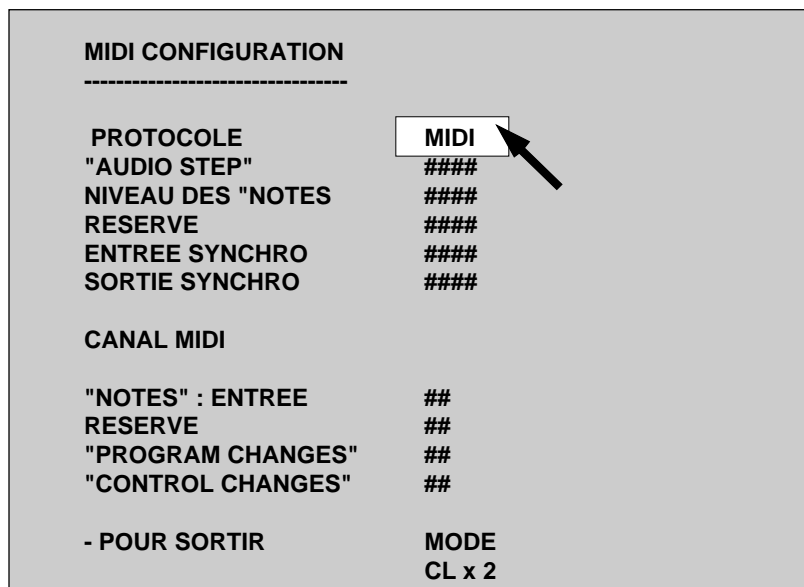 MIDI CONFIGURATION
---------------------------------
PROTOCOLE MIDI
"AUDIO STEP" ####
NIVEAU DES "NOTES ####
RESERVE ####
ENTREE SYNCHRO ####
SORTIE SYNCHRO ####
CANAL MIDI
"NOTES" : ENTREE ##
RESERVE ##
"PROGRAM CHANGES" ##
"CONTROL CHANGES" ##
- POUR SORTIR MODE
CL x 2